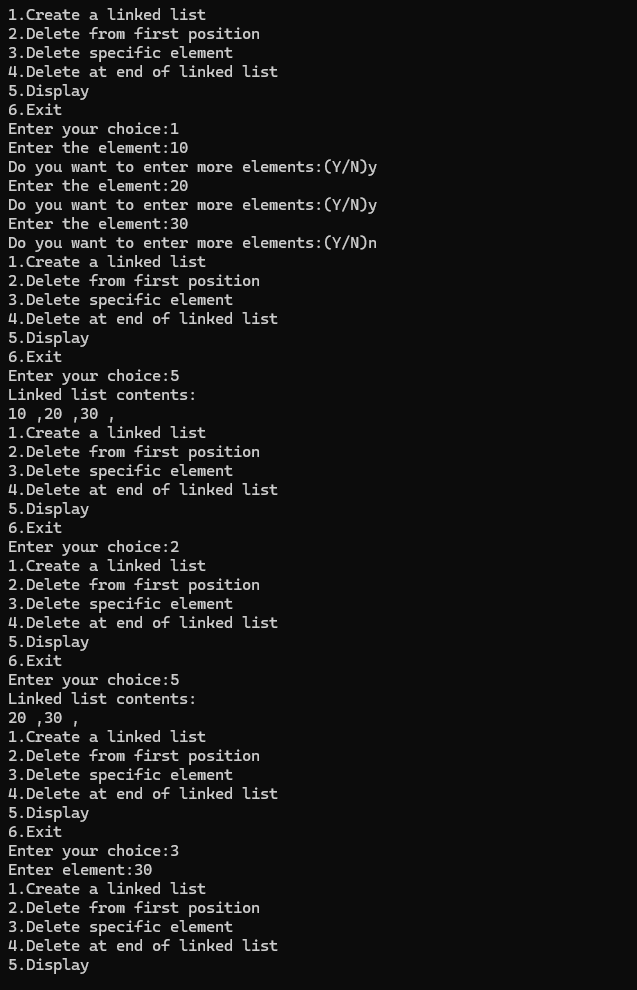 1.Create a linked list
2.Delete from first position
3.Delete specific element
4.Delete at end of linked list
5.Display
6.Exit
Enter your choice:1
Enter the element:10
Do you want to enter more elements:(Y/N)y
Enter the element:20
Do you want to enter more elements:(Y/N)y
Enter the element:30
Do you want to enter more elements:(Y/N)n
1.Create a linked list
2.Delete from first position
3.Delete specific element
4.Delete at end of linked list
5.Display
6.Exit
Enter your choice:5
Linked list contents:
10 ,20 ,30 ,
1.Create a linked list
2.Delete from first position
3.Delete specific element
4.Delete at end of linked list
5.Display
6.Exit
Enter your choice:2
1.Create a linked list
2.Delete from first position
3.Delete specific element
4.Delete at end of linked list
5.Display
6.Exit
Enter your choice:5
Linked list contents:
20 ,30 ,
1.Create a linked list
2.Delete from first position
3.Delete specific element
4.Delete at end of linked list
5.Display
6.Exit
Enter your choice:3
Enter element:30
1.Create a linked list
2.Delete from first position
3.Delete specific element
4.Delete at end of linked list
5.Display